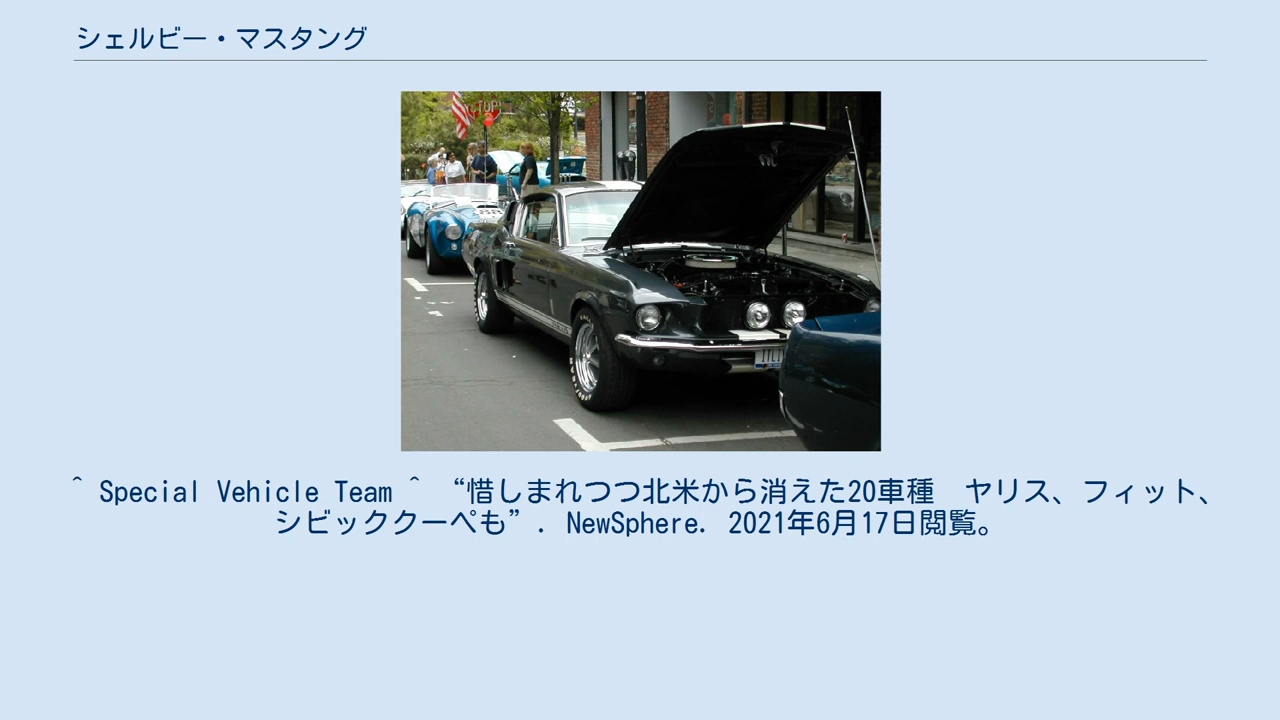 シェルビー・マスタング
^ Special Vehicle Team ^ “惜しまれつつ北米から消えた20車種　ヤリス、フィット、
シビッククーペも”. NewSphere. 2021年6月17日閲覧。